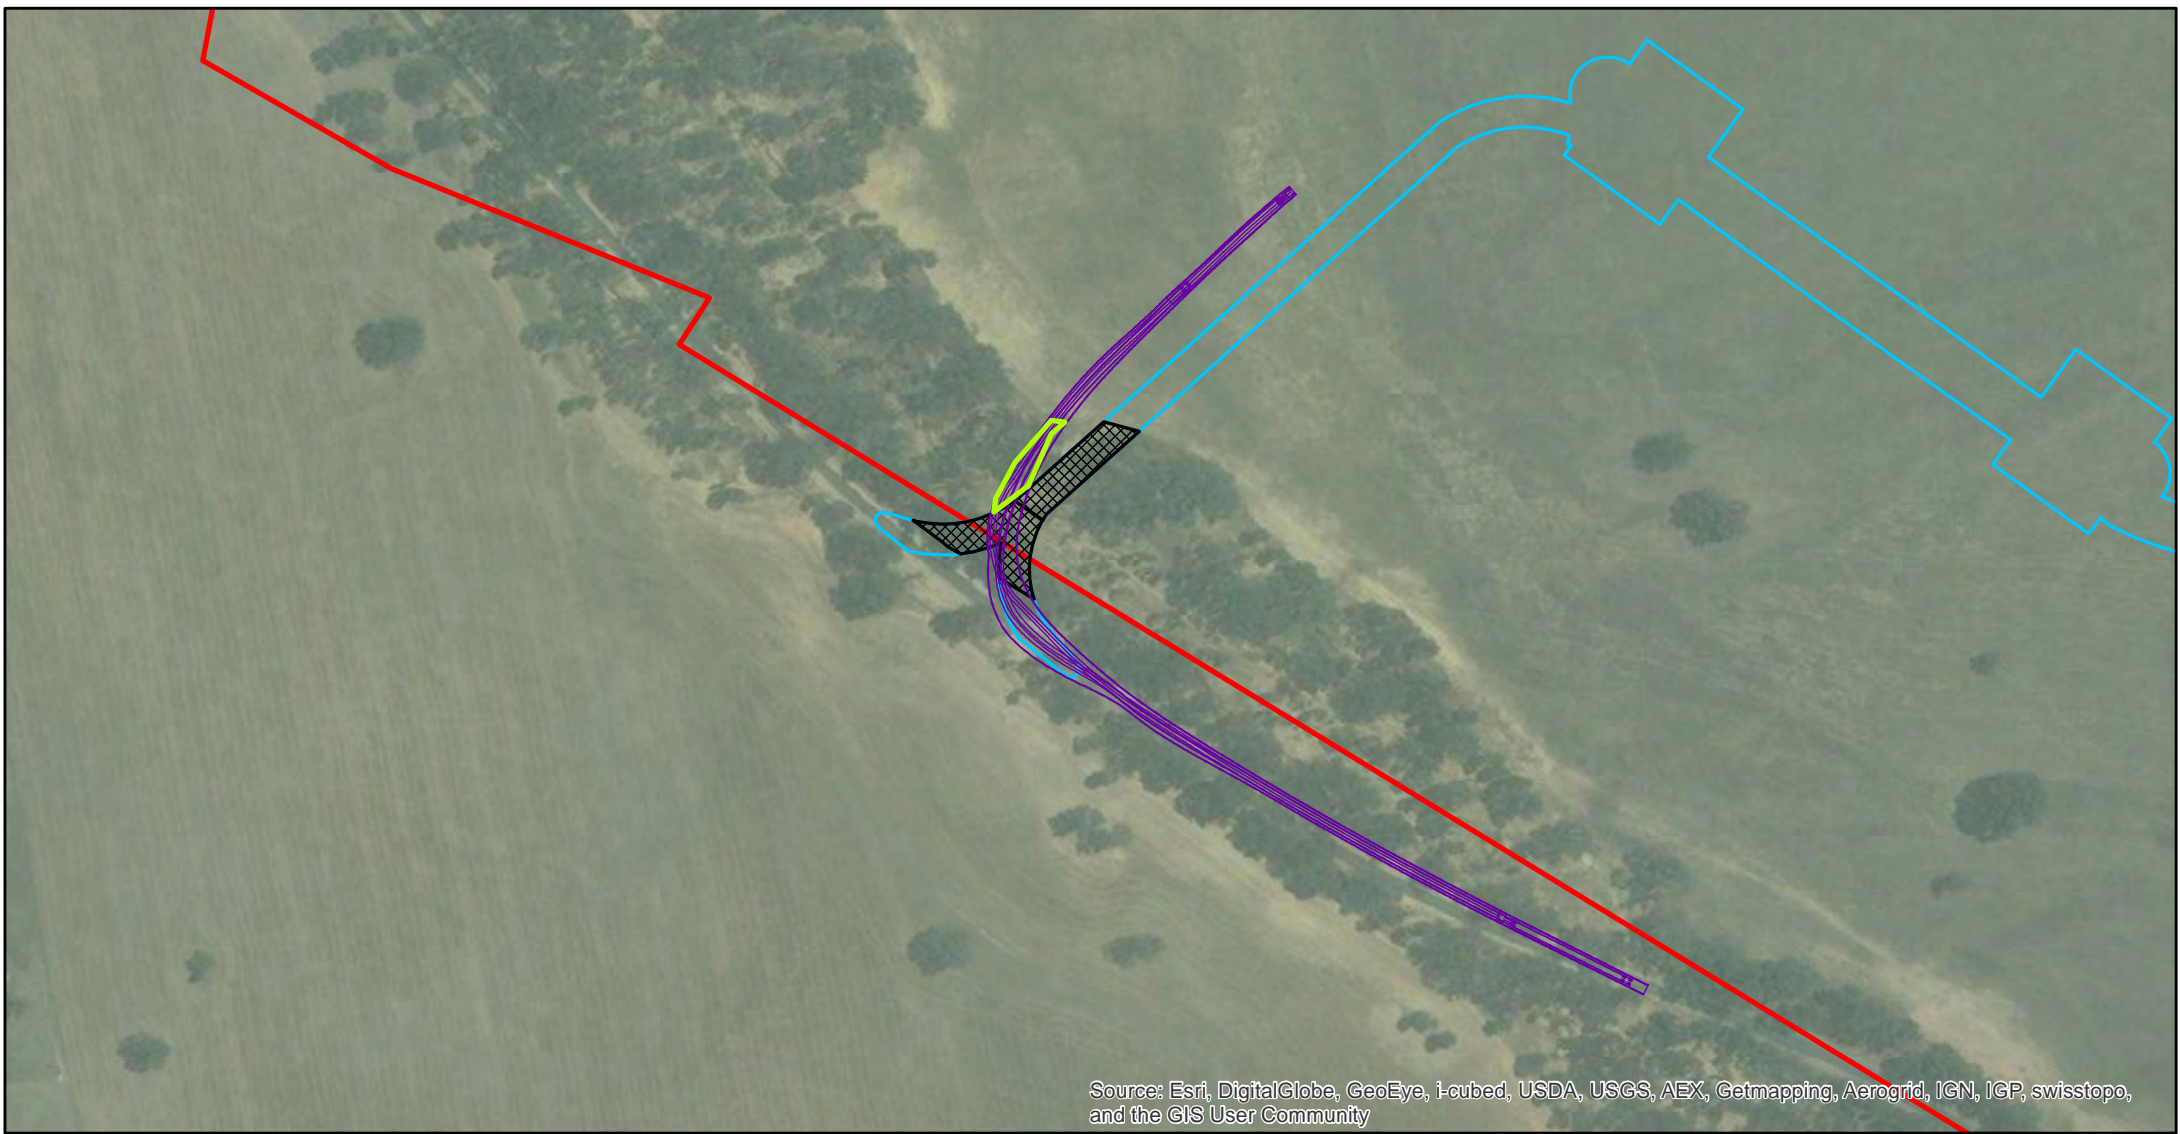 Source: Esri, DigitalGlobe, GeoEye, i-cubed, USDA, USGS, AEX, Getmapping, Aerogrid, IGN, IGP, swisstopo,
and the GIS User Community